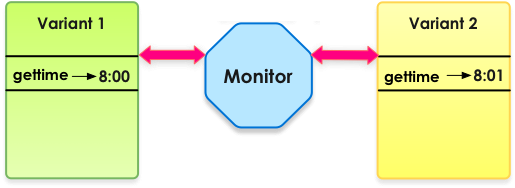 Variant 1
gettime → 8:00
Monitor
Variant 2
gettime → 8:01